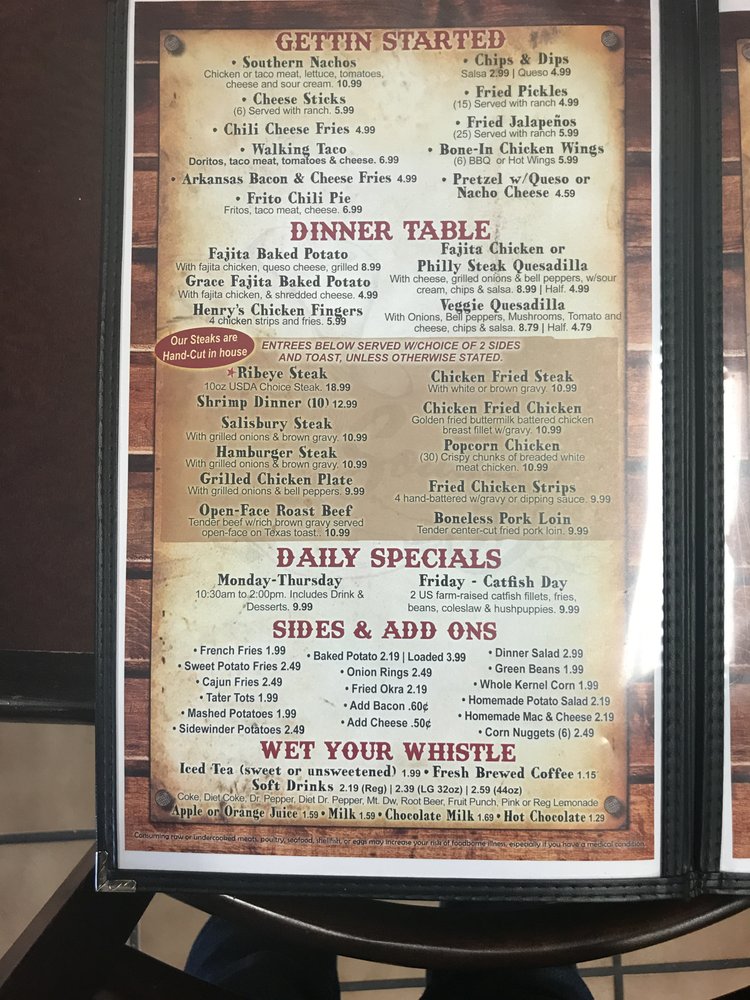 GETTIN STARTED
• Southern Nachos
Chicken or taco meat, lettuce, tomatoes,
cheese and sour cream. 10.99
• Cheese Sticks
(6) Served with ranch. 5.99
• Chili Cheese Fries 4.99
• Walking Taco
Doritos, taco meat, tomatoes & cheese. 6.99
• Arkansas Bacon & Cheese Fries 4.99
• Frito Chili Pie
Fritos, taco meat, cheese. 6.99
• Chips & Dips
Salsa 2.99 | Queso 4.99
• Fried Pickles
(15) Served with ranch 4.99
• Fried Jalapeños
(25) Served with ranch 5.99
• Bone-In Chicken Wings
(6) BBQ or Hot Wings 5.99
• Pretzel w/Queso or
Nacho Cheese 4.59
DINNER TABLE
Fajita Baked Potato
With fajita chicken, queso cheese, grilled 8.99
Grace Fajita Baked Potato
With fajita chicken, & shredded cheese. 4.99
Henry's Chicken Fingers
4 chicken strips and fries. 5.99
Fajita Chicken or
Philly Steak Quesadilla
With cheese, grilled onions & bell peppers, w/sour
cream, chips & salsa. 8.99 | Half. 4.99
Veggie Quesadilla
With Onions, Bell peppers, Mushrooms, Tomato and
cheese, chips & salsa. 8.79 | Half. 4.79
Our Steaks are
Hand-Cut in house
ENTREES BELOW SERVED W/CHOICE OF 2 SIDES
AND TOAST, UNLESS OTHERWISE STATED.
★Ribeye Steak
10oz USDA Choice Steak. 18.99
Shrimp Dinner (10) 12.99
Salisbury Steak
With grilled onions & brown gravy. 10.99
Hamburger Steak
With grilled onions & brown gravy. 10.99
Grilled Chicken Plate
With grilled onions & bell peppers. 9.99
Open-Face Roast Beef
Tender beef w/rich brown gravy served
open-face on Texas toast.. 10.99
Chicken Fried Steak
With white or brown gravy. 10.99
Chicken Fried Chicken
Golden fried buttermilk battered chicken
breast fillet w/gravy. 10.99
Popcorn Chicken
(30) Crispy chunks of breaded white
meat chicken. 10.99
Fried Chicken Strips
4 hand-battered w/gravy or dipping sauce. 9.99
Boneless Pork Loin
Tender center-cut fried pork loin. 9.99
DAILY SPECIALS
Monday-Thursday
10:30am to 2:00pm. Includes Drink &
Desserts. 9.99
Friday - Catfish Day
2 US farm-raised catfish fillets, fries,
beans, coleslaw & hushpuppies. 9.99
SIDES & ADD ONS
• French Fries 1.99
• Sweet Potato Fries 2.49
• Cajun Fries 2.49
• Tater Tots 1.99
• Mashed Potatoes 1.99
• Sidewinder Potatoes 2.49
• Baked Potato 2.19 | Loaded 3.99
• Onion Rings 2.49
• Fried Okra 2.19
• Add Bacon .60¢
• Add Cheese .50¢
• Dinner Salad 2.99
• Green Beans 1.99
• Whole Kernel Corn 1.99
• Homemade Potato Salad 2.19
• Homemade Mac & Cheese 2.19
• Corn Nuggets (6) 2.49
WET YOUR WHISTLE
Iced Tea (sweet or unsweetened) 1.99 • Fresh Brewed Coffee 1.15
Soft Drinks 2.19 (Reg) | 2.39 (LG 32oz) | 2.59 (44oz)
Coke, Diet Coke, Dr. Pepper, Diet Dr. Pepper, Mt. Dw, Root Beer, Fruit Punch, Pink or Reg Lemonade
Apple or Orange Juice 1.59 • Milk 1.59 • Chocolate Milk 1.69 • Hot Chocolate 1.29
Consuming raw or undercooked meats, poultry, seafood, shellfish, or eggs may increase your risk of foodborne illness, especially if you have a medical condition.